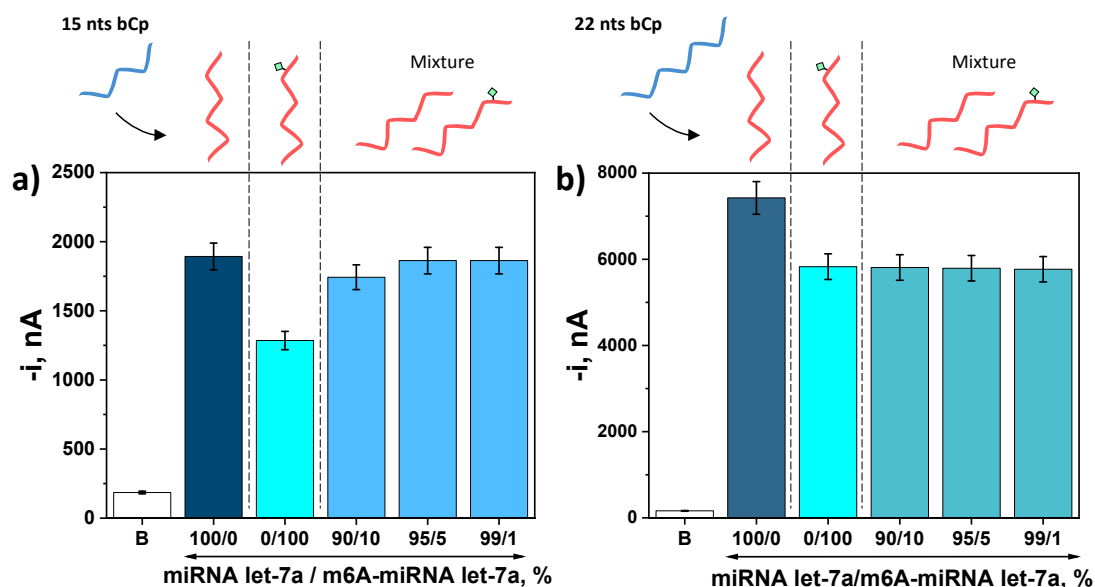 15 nts bCp
Mixture
a)
2500
2000
1500
1000
500
0
-i, nA
B
100/0
0/100
90/10
95/5
99/1
miRNA let-7a / m6A-miRNA let-7a, %
22 nts bCp
Mixture
b)
8000
6000
4000
2000
0
-i, nA
B
100/0
0/100
90/10
95/5
99/1
miRNA let-7a/m6A-miRNA let-7a, %